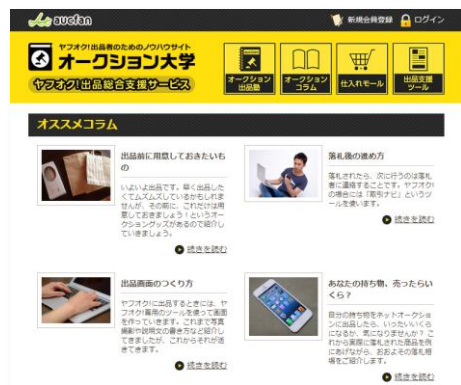 aucfan
新規会員登録
ログイン
ヤフオク!出品者のためのノウハウサイト
オークション大学
ヤフオク!出品総合支援サービス
オークション
出品塾
オークション
コラム
仕入れモール
出品支援
ツール
オススメコラム
出品前に用意しておきたいも
の
いよいよ出品です。早く出品した
くてムズムズしているかもしれま
せんが、その前に、これだけは用
意しておきましょう！というオー
クショングッズがあるので紹介し
ていきましょう。
続きを読む
落札後の進め方
落札されたら、次に行うのは落札
者に連絡することです。ヤフオク!
の場合には「取引ナビ」というツ
ールを使います。
続きを読む
出品画面のつくり方
ヤフオク!に出品するときには、ヤ
フオク!専用のツールを使って画面
を作っていきます。これまで写真
撮影や説明文の書き方など紹介し
てきましたが、これからそれが活
きてきます。
続きを読む
あなたの持ち物、売ったらい
くら？
自分の持ち物をネットオークショ
ンに出品したら、いったいいくら
になるか、気になりませんか？ こ
れから実際に落札された商品を例
にあげながら、おおよその落札相
場をご紹介します。
続きを読む